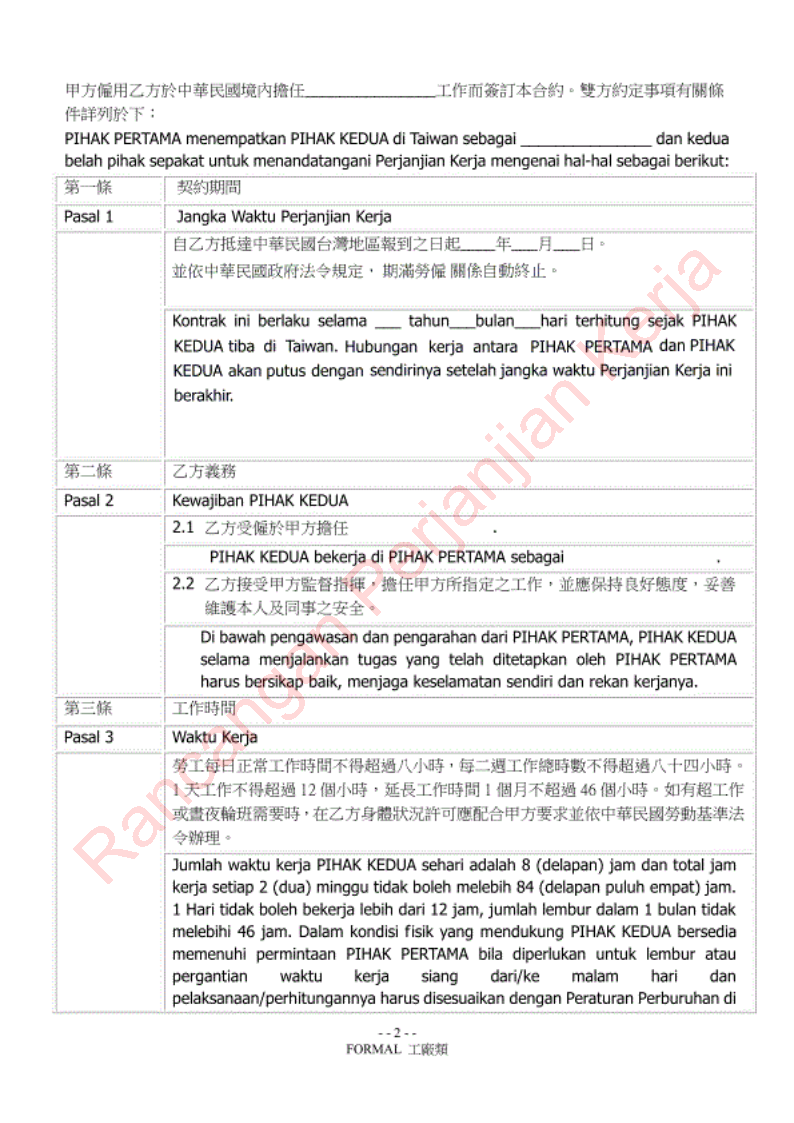 甲方僱用乙方於中華民國境內擔任________________工作而簽訂本合約。雙方約定事項有關條
件詳列於下：
PIHAK PERTAMA menempatkan PIHAK KEDUA di Taiwan sebagai ________________ dan kedua
belah pihak sepakat untuk menandatangani Perjanjian Kerja mengenai hal-hal sebagai berikut:
第一條 契約期間
Pasal 1 Jangka Waktu Perjanjian Kerja
自乙方抵達中華民國台灣地區報到之日起____年___月___日。
並依中華民國政府法令規定， 期滿勞僱 關係自動終止。
Kontrak ini berlaku selama ___ tahun___bulan___hari terhitung sejak PIHAK
KEDUA tiba di Taiwan. Hubungan kerja antara PIHAK PERTAMA dan PIHAK
KEDUA akan putus dengan sendirinya setelah jangka waktu Perjanjian Kerja ini
berakhir.
第二條 乙方義務
Pasal 2 Kewajiban PIHAK KEDUA
2.1 乙方受僱於甲方擔任 .
PIHAK KEDUA bekerja di PIHAK PERTAMA sebagai .
2.2 乙方接受甲方監督指揮，擔任甲方所指定之工作，並應保持良好態度，妥善
維護本人及同事之安全。
Di bawah pengawasan dan pengarahan dari PIHAK PERTAMA, PIHAK KEDUA
selama menjalankan tugas yang telah ditetapkan oleh PIHAK PERTAMA
harus bersikap baik, menjaga keselamatan sendiri dan rekan kerjanya.
第三條 工作時間
Pasal 3 Waktu Kerja
勞工每日正常工作時間不得超過八小時，每二週工作總時數不得超過八十四小時。
1 天工作不得超過 12 個小時，延長工作時間 1 個月不超過 46 個小時。如有超工作
或晝夜輪班需要時，在乙方身體狀況許可應配合甲方要求並依中華民國勞動基準法
令辦理。
Jumlah waktu kerja PIHAK KEDUA sehari adalah 8 (delapan) jam dan total jam
kerja setiap 2 (dua) minggu tidak boleh melebih 84 (delapan puluh empat) jam.
1 Hari tidak boleh bekerja lebih dari 12 jam, jumlah lembur dalam 1 bulan tidak
melebihi 46 jam. Dalam kondisi fisik yang mendukung PIHAK KEDUA bersedia
memenuhi permintaan PIHAK PERTAMA bila diperlukan untuk lembur atau
pergantian waktu kerja siang dari/ke malam hari dan
pelaksanaan/perhitungannya harus disesuaikan dengan Peraturan Perburuhan di
Rancangan Perjanjian Kerja
- - 2 - -
FORMAL 工廠類